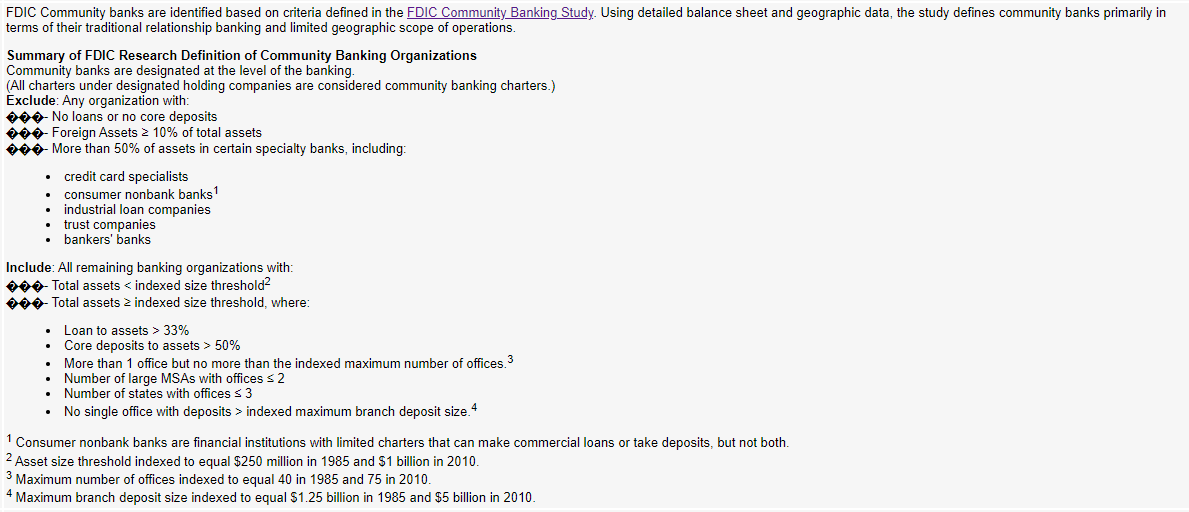 FDIC Community banks are identified based on criteria defined in the FDIC Community Banking Study. Using detailed balance sheet and geographic data, the study defines community banks primarily in
terms of their traditional relationship banking and limited geographic scope of operations.
Summary of FDIC Research Definition of Community Banking Organizations
Community banks are designated at the level of the banking.
(All charters under designated holding companies are considered community banking charters.)
Exclude: Any organization with:
���- No loans or no core deposits
���- Foreign Assets ≥ 10% of total assets
���- More than 50% of assets in certain specialty banks, including:
• credit card specialists
• consumer nonbank banks1
• industrial loan companies
• trust companies
• bankers' banks
Include: All remaining banking organizations with:
���- Total assets < indexed size threshold2
���- Total assets ≥ indexed size threshold, where:
• Loan to assets > 33%
• Core deposits to assets > 50%
• More than 1 office but no more than the indexed maximum number of offices.3
• Number of large MSAs with offices ≤ 2
• Number of states with offices ≤ 3
• No single office with deposits > indexed maximum branch deposit size.4
1 Consumer nonbank banks are financial institutions with limited charters that can make commercial loans or take deposits, but not both.
2 Asset size threshold indexed to equal $250 million in 1985 and $1 billion in 2010.
3 Maximum number of offices indexed to equal 40 in 1985 and 75 in 2010.
4 Maximum branch deposit size indexed to equal $1.25 billion in 1985 and $5 billion in 2010.